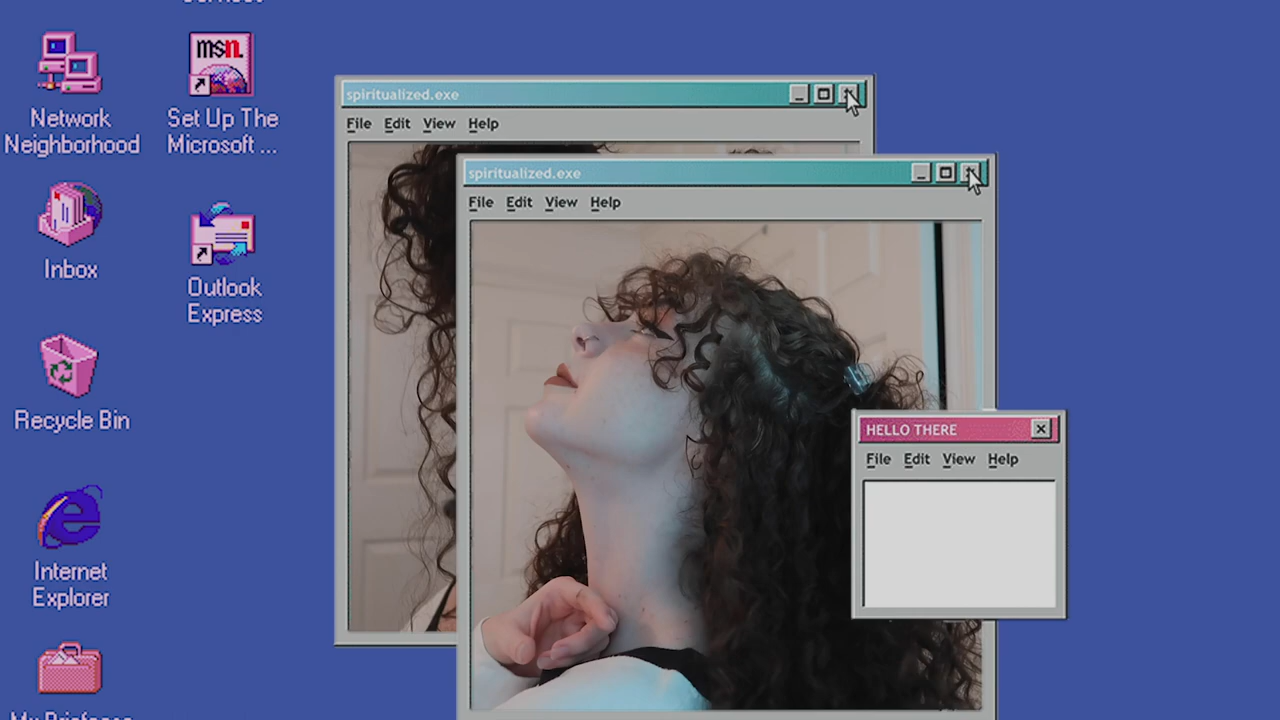 Network
Neighborhood
msn.
Set Up The
Microsoft ...
Inbox
Outlook
Express
Recycle Bin
Internet
Explorer
spiritualized.exe
File Edit View Help
spiritualized.exe
File Edit View Help
HELLO THERE
File Edit View Help